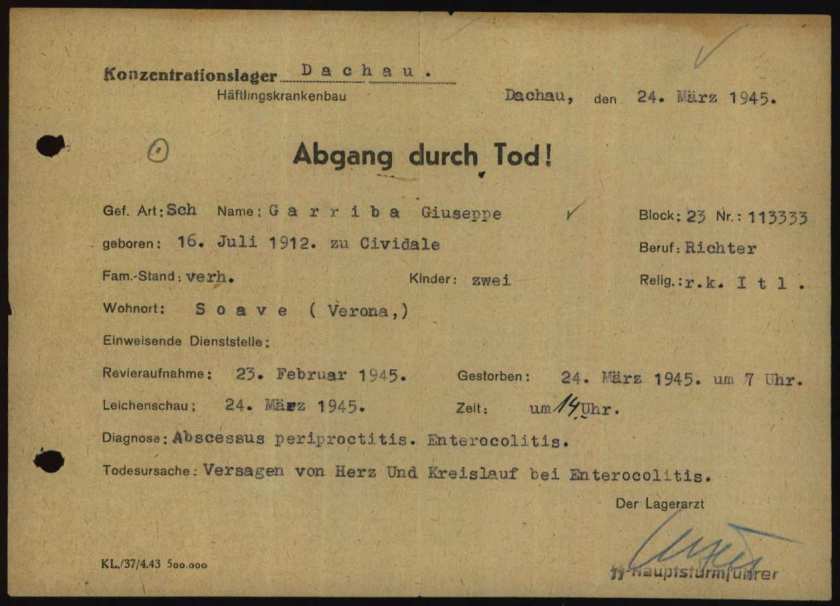 Konzentrationslager Dachau.
Häftlingskrankenbau
Dachau, den 24. März 1945.
Abgang durch Tod!
Gef. Art: Sch Name: Garriba Giuseppe Block: 23 Nr.: 113333
geboren: 16. Juli 1912. zu Cividale Beruf: Richter
Fam.-Stand: verh. Kinder: zwei Relig.: r.k. Itl.
Wohnort: Soave (Verona,)
Einweisende Dienststelle:
Revieraufnahme: 23. Februar 1945. Gestorben: 24. März 1945. um 7 Uhr.
Leichenschau: 24. März 1945. Zeit: um 14 Uhr.
Diagnose: Abscessus periproctitis. Enterocolitis.
Todesursache: Versagen von Herz Und Kreislauf bei Enterocolitis.
Der Lagerarzt
Hauptsturmführer
KL./37/4.43 500.000